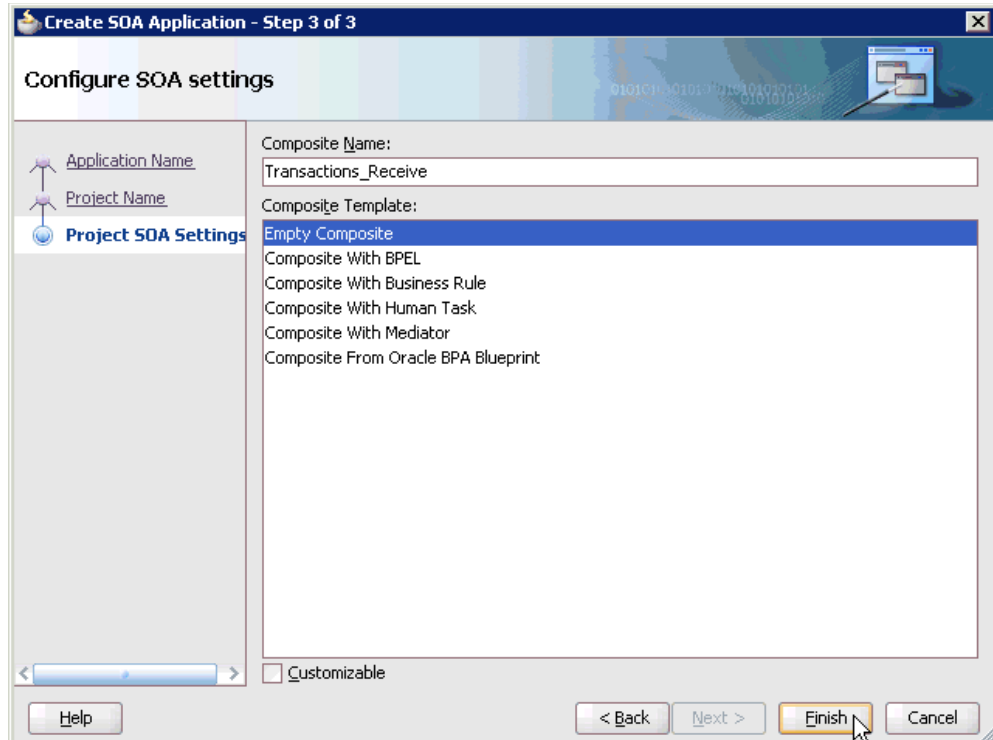 Create SOA Application - Step 3 of 3
Configure SOA settings
Application Name
Project Name
Project SOA Settings
Composite Name:
Transactions_Receive
Composite Template:
Empty Composite
Composite With BPEL
Composite With Business Rule
Composite With Human Task
Composite With Mediator
Composite From Oracle BPA Blueprint
Customizable
Help
< Back
Next >
Finish
Cancel